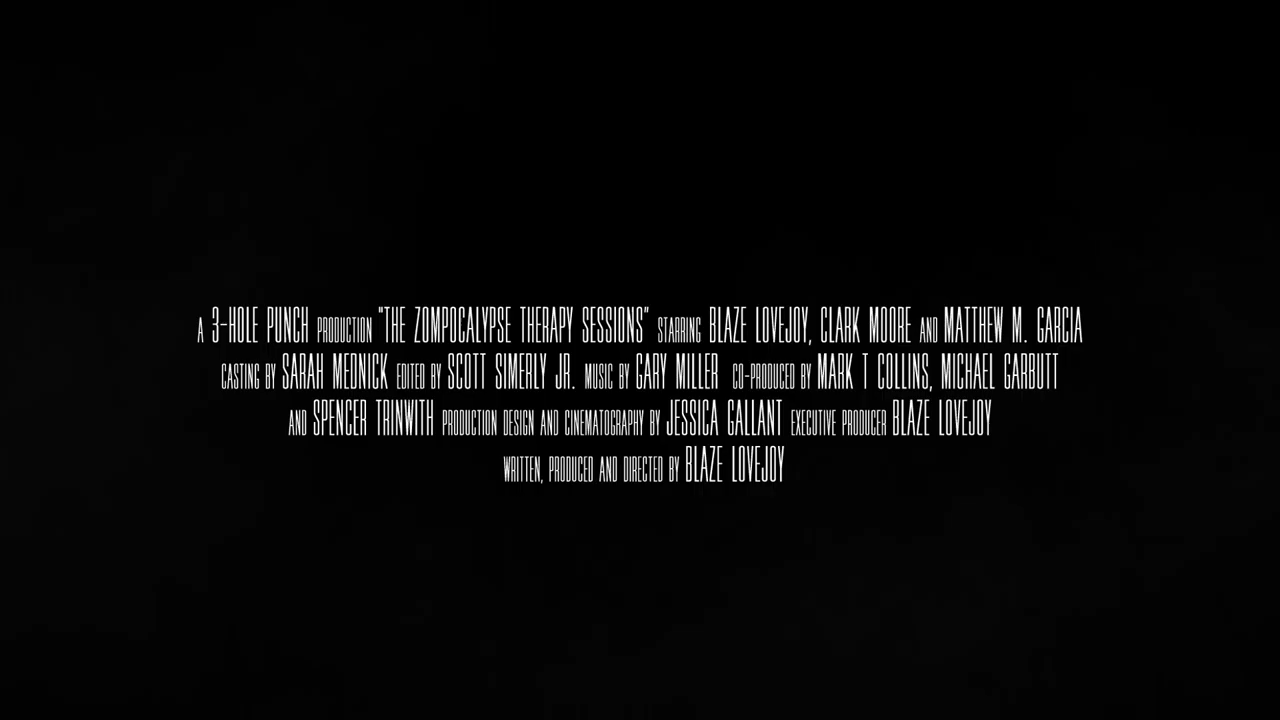 A 3-HOLE PUNCH PRODUCTION "THE ZOMPOCALYPSE THERAPY SESSIONS" STARRING BLAZE LOVEJOY, CLARK MOORE AND MATTHEW M. GARCIA
CASTING BY SARAH MEDNICK EDITED BY SCOTT SIMERLY JR. MUSIC BY GARY MILLER CO-PRODUCED BY MARK T COLLINS, MICHAEL GARBUTT
AND SPENCER TRINWITH PRODUCTION DESIGN AND CINEMATOGRAPHY BY JESSICA GALLANT EXECUTIVE PRODUCER BLAZE LOVEJOY
WRITTEN, PRODUCED AND DIRECTED BY BLAZE LOVEJOY